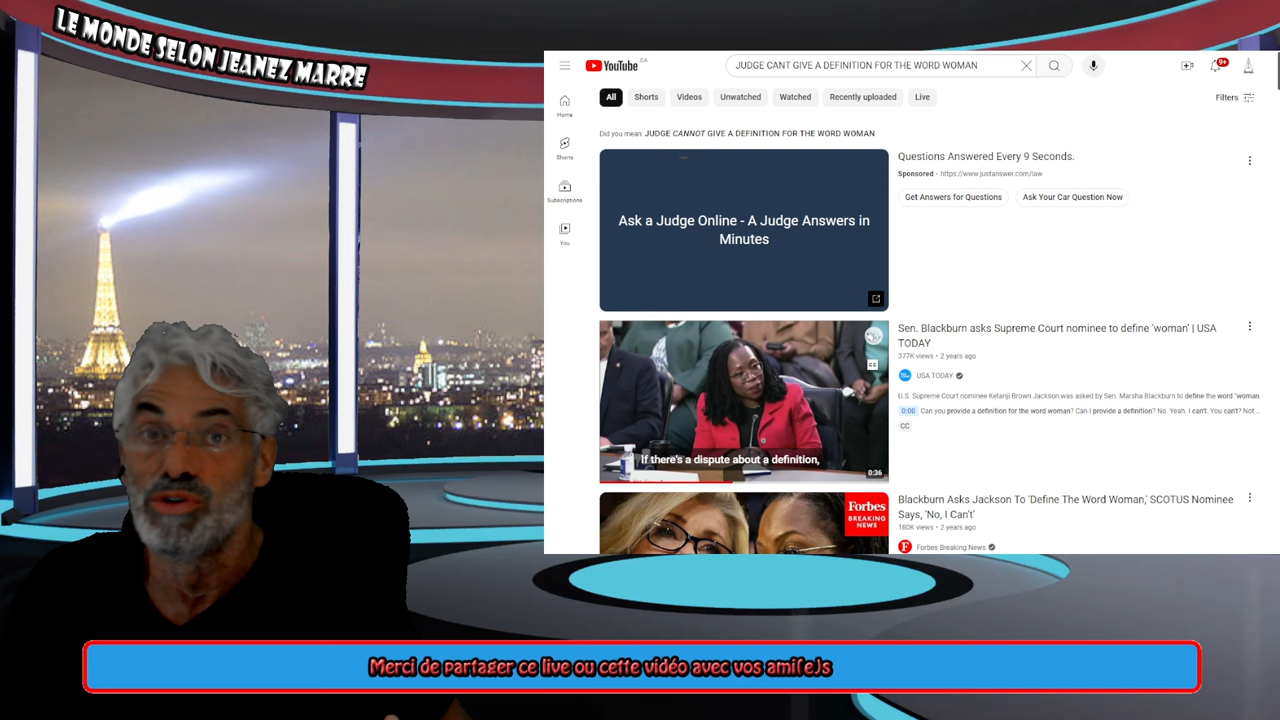 LE MONDE SELON JEANEZ MARRE
YouTube CA
JUDGE CANT GIVE A DEFINITION FOR THE WORD WOMAN
9+
Home
Shorts
Subscriptions
You
All Shorts Videos Unwatched Watched Recently uploaded Live
Filters
Did you mean: JUDGE CANNOT GIVE A DEFINITION FOR THE WORD WOMAN
Ask a Judge Online - A Judge Answers in
Minutes
Questions Answered Every 9 Seconds.
Sponsored · https://www.justanswer.com/law
Get Answers for Questions Ask Your Car Question Now
If there's a dispute about a definition,
0:36
Sen. Blackburn asks Supreme Court nominee to define 'woman' | USA
TODAY
377K views • 2 years ago
USA TODAY
U.S. Supreme Court nominee Ketanji Brown Jackson was asked by Sen. Marsha Blackburn to define the word "woman.
0:00 Can you provide a definition for the word woman? Can I provide a definition? No. Yeah. I can't. You can't? Not ...
CC
Forbes
BREAKING
NEWS
Blackburn Asks Jackson To 'Define The Word Woman,' SCOTUS Nominee
Says, 'No, I Can't'
180K views • 2 years ago
Forbes Breaking News
Merci de partager ce live ou cette vidéo avec vos ami(e)s